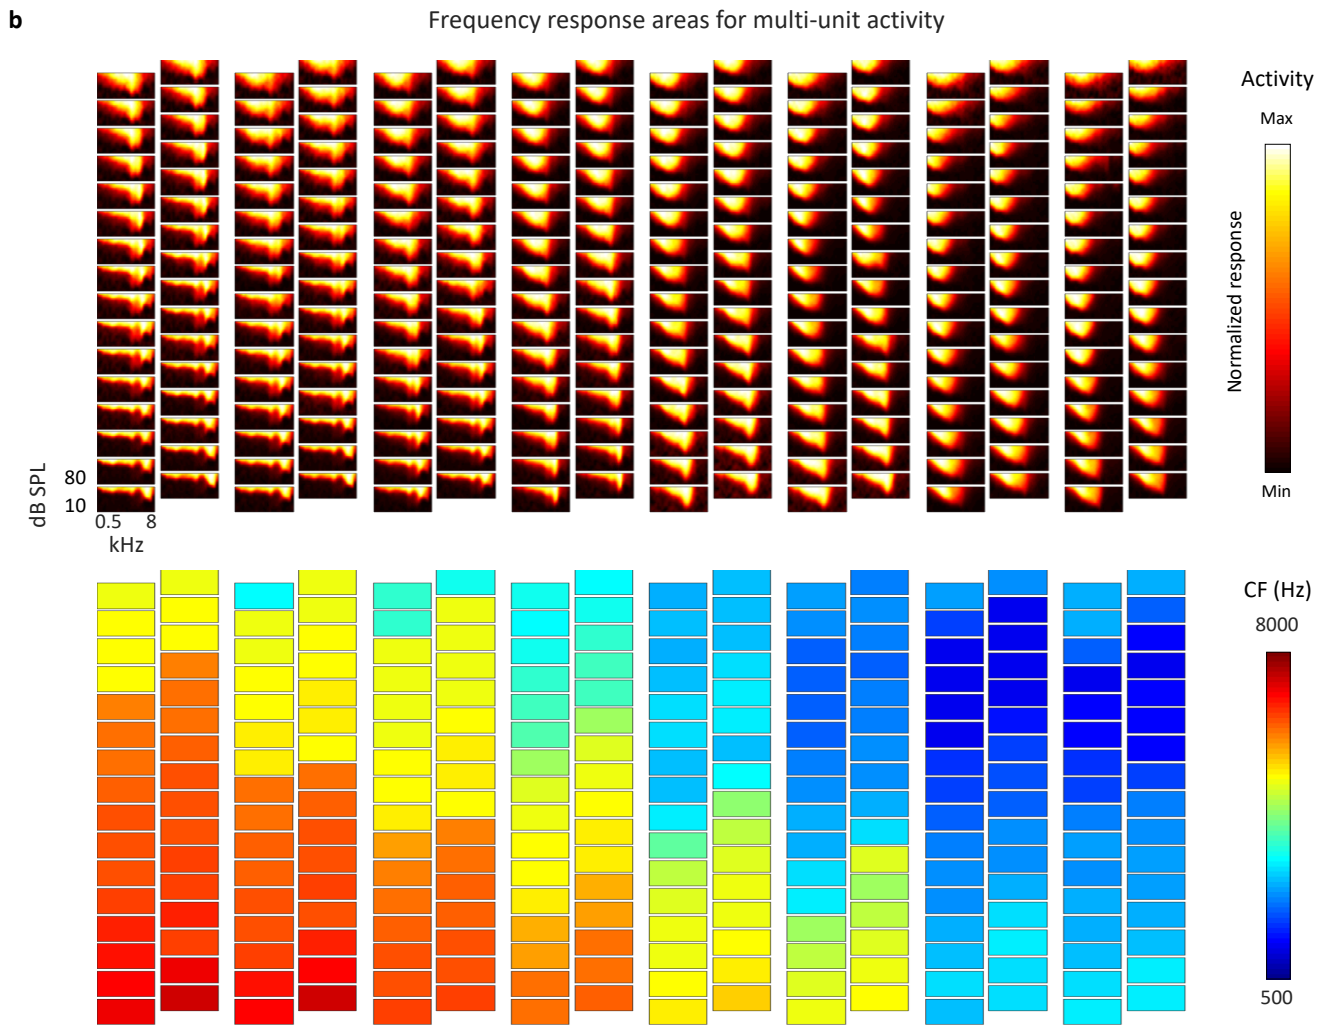 b
Frequency response areas for multi-unit activity
Activity
Max
Normalized response
Min
dB SPL
80
10
0.5 8
kHz
CF (Hz)
8000
500